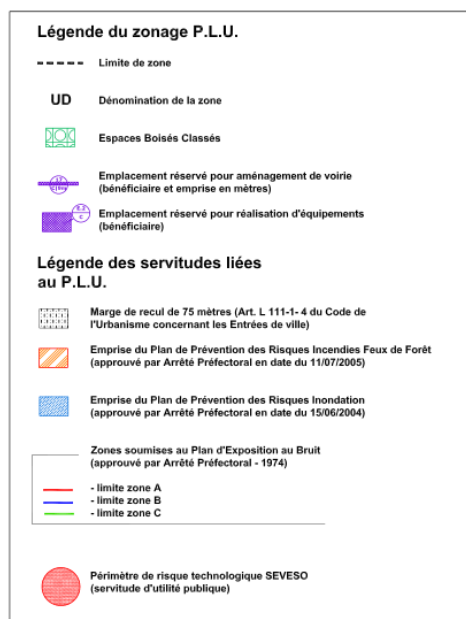 Légende du zonage P.L.U.
Limite de zone
UD Dénomination de la zone
Espaces Boisés Classés
Emplacement réservé pour aménagement de voirie
(bénéficiaire et emprise en mètres)
Emplacement réservé pour réalisation d'équipements
(bénéficiaire)
Légende des servitudes liées
au P.L.U.
Marge de recul de 75 mètres (Art. L 111-1- 4 du Code de
l'Urbanisme concernant les Entrées de ville)
Emprise du Plan de Prévention des Risques Incendies Feux de Forêt
(approuvé par Arrêté Préfectoral en date du 11/07/2005)
Emprise du Plan de Prévention des Risques Inondation
(approuvé par Arrêté Préfectoral en date du 15/06/2004)
Zones soumises au Plan d'Exposition au Bruit
(approuvé par Arrêté Préfectoral - 1974)
- limite zone A
- limite zone B
- limite zone C
Périmètre de risque technologique SEVESO
(servitude d'utilité publique)